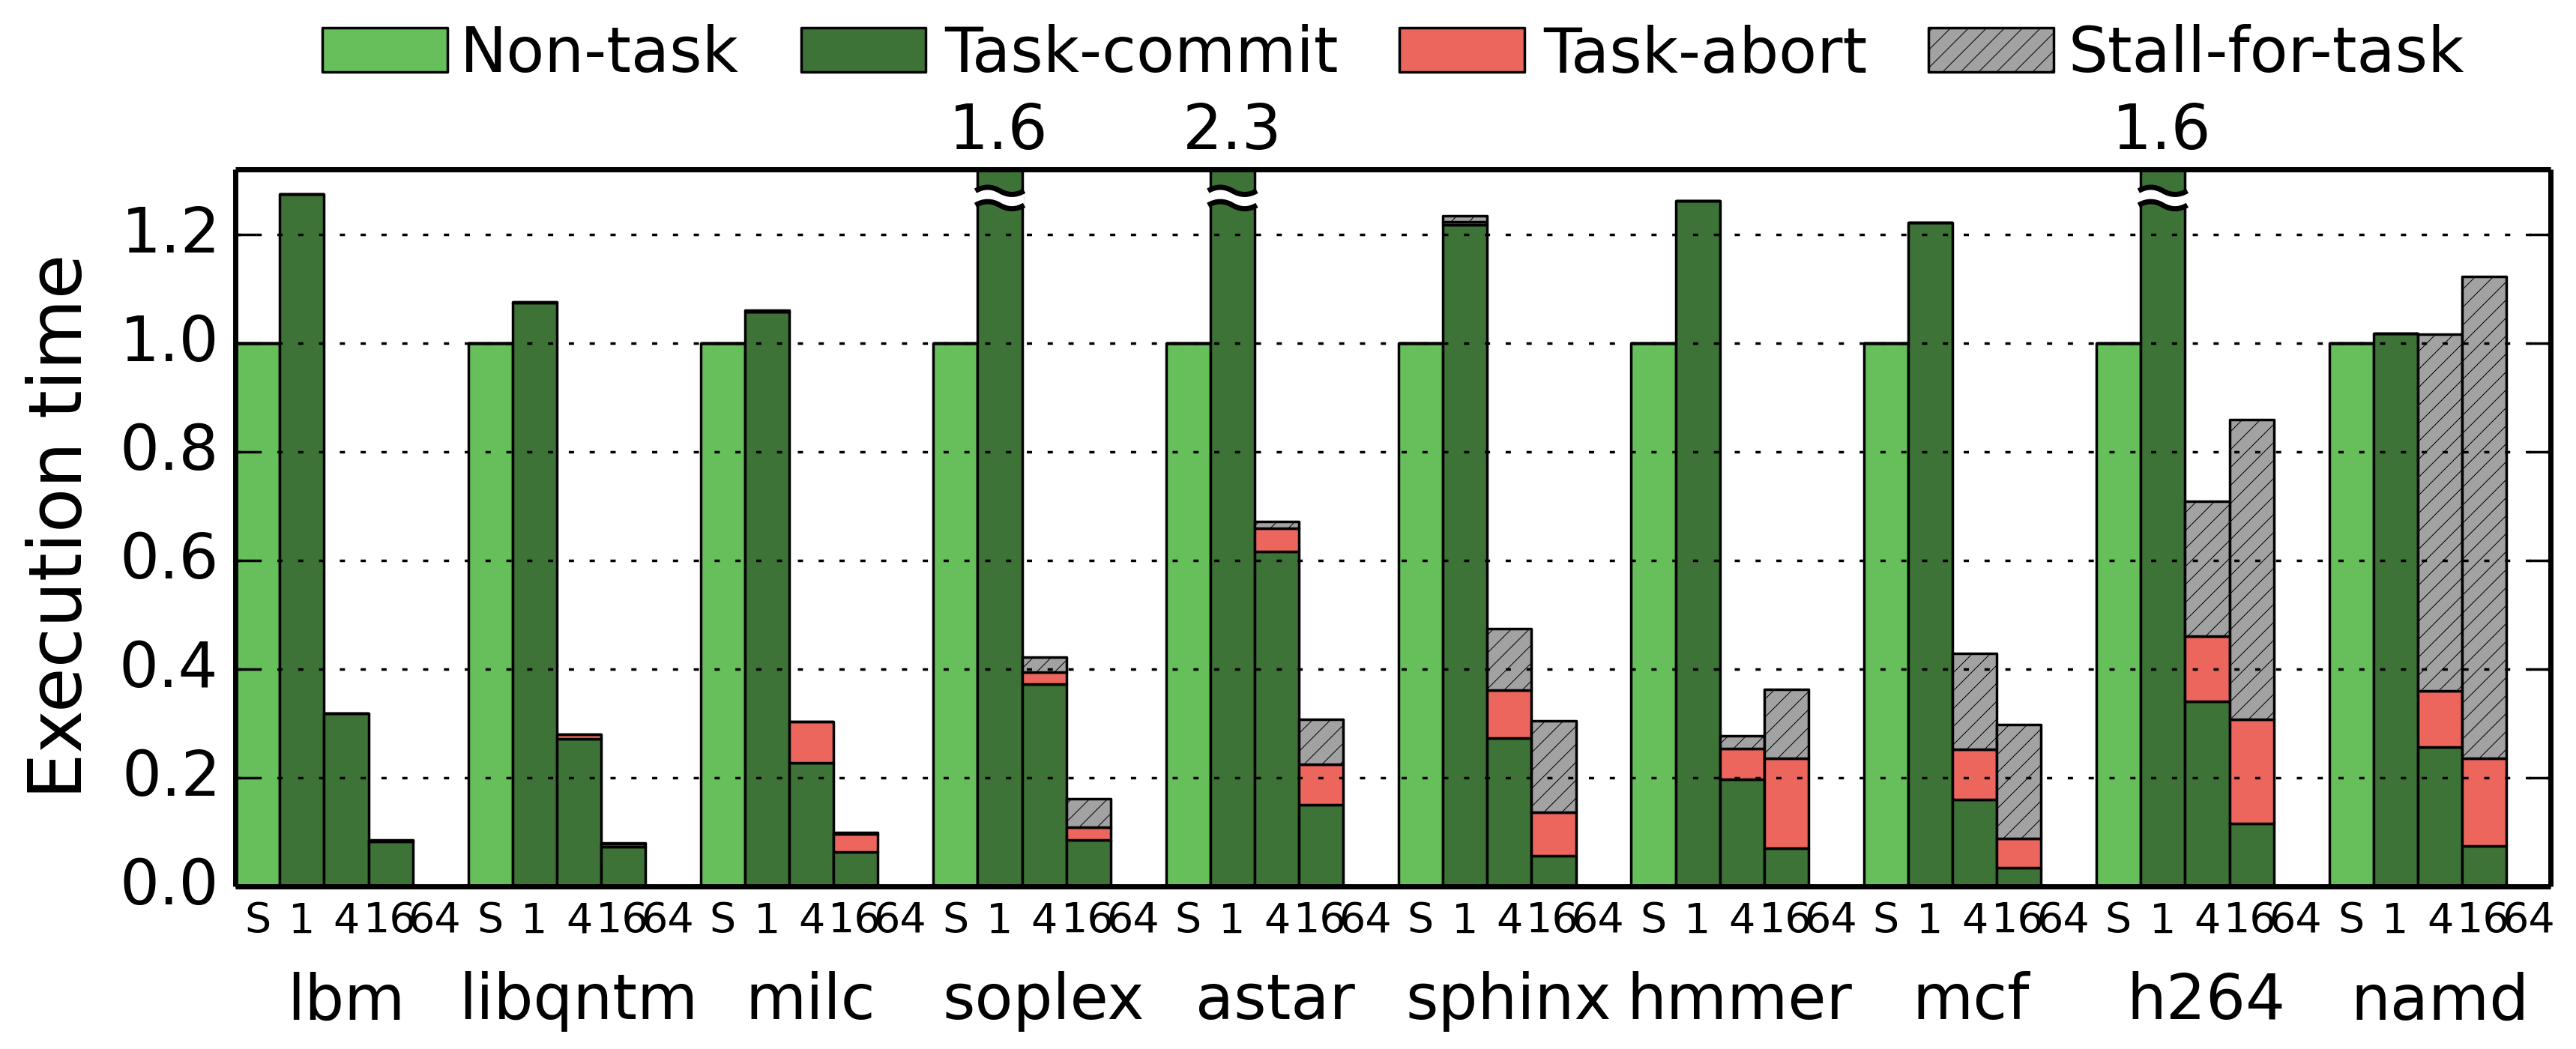 Non-task Task-commit Task-abort Stall-for-task
1.6 2.3 1.6
Execution time
1.2
1.0
0.8
0.6
0.4
0.2
0.0
S 1 4 16 64 S 1 4 16 64 S 1 4 16 64 S 1 4 16 64 S 1 4 16 64 S 1 4 16 64 S 1 4 16 64 S 1 4 16 64 S 1 4 16 64 S 1 4 16 64
lbm libqntm milc soplex astar sphinx hmmer mcf h264 namd